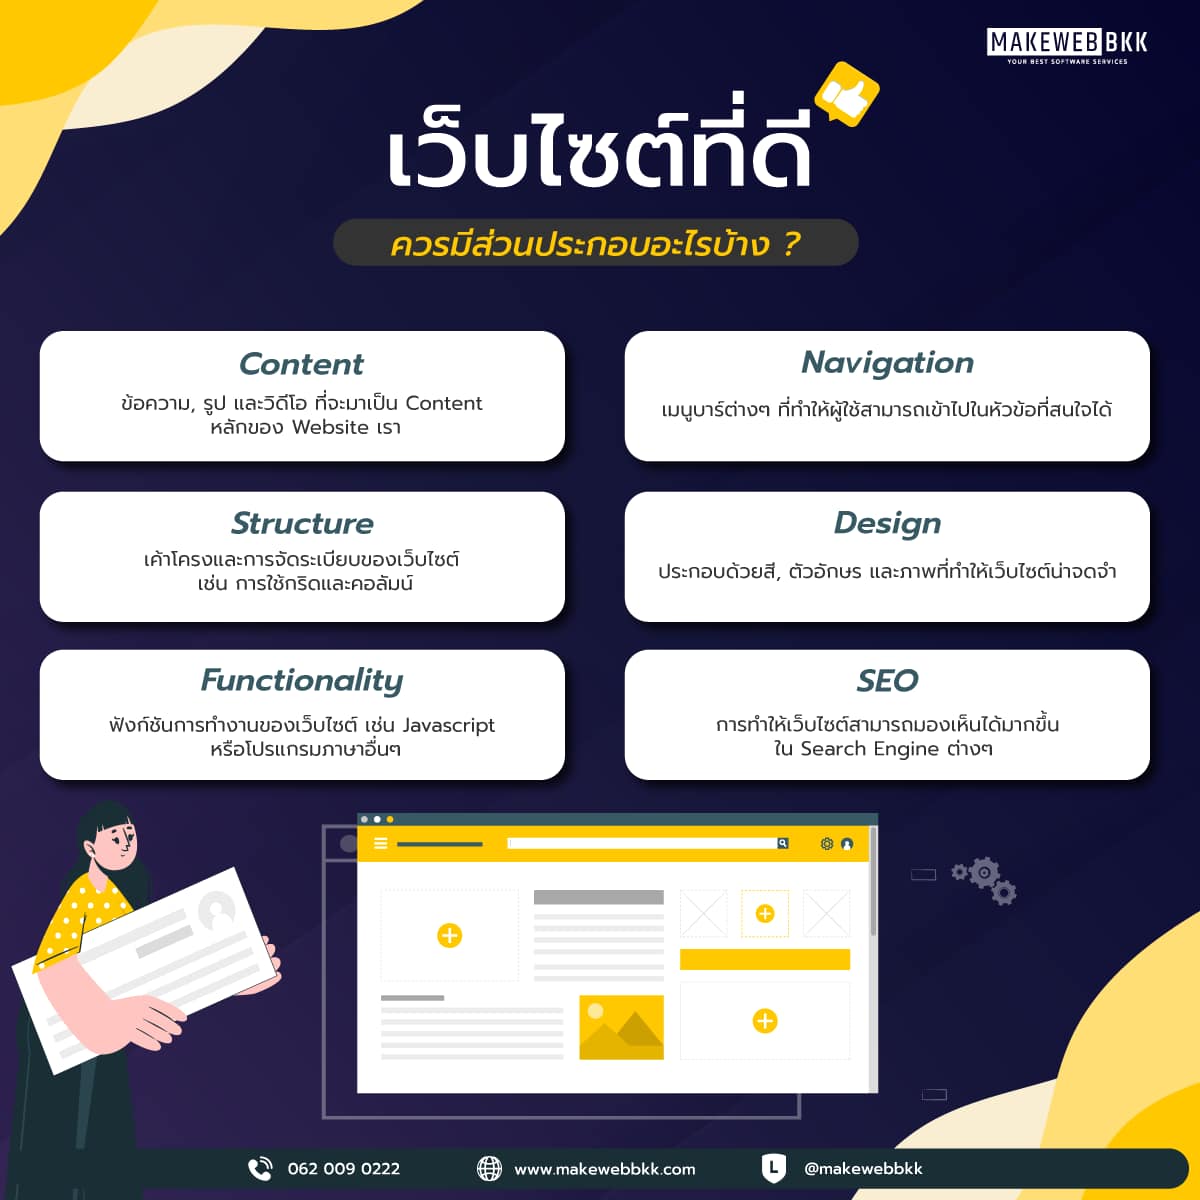 MAKEWEBBKK
YOUR BEST SOFTWARE SERVICES
เว็บไซต์ที่ดี
ควรมีส่วนประกอบอะไรบ้าง ?
Content
ข้อความ, รูป และวิดีโอ ที่จะมาเป็น Content
หลักของ Website เรา
Navigation
เมนูบาร์ต่างๆ ที่ทำให้ผู้ใช้สามารถเข้าไปในหัวข้อที่สนใจได้
Structure
เค้าโครงและการจัดระเบียบของเว็บไซต์
เช่น การใช้กริดและคอลัมน์
Design
ประกอบด้วยสี, ตัวอักษร และภาพที่ทำให้เว็บไซต์น่าจดจำ
Functionality
ฟังก์ชันการทำงานของเว็บไซต์ เช่น Javascript
หรือโปรแกรมภาษาอื่นๆ
SEO
การทำให้เว็บไซต์สามารถมองเห็นได้มากขึ้น
ใน Search Engine ต่างๆ
062 009 0222
www.makewebbkk.com
L
@makewebbkk